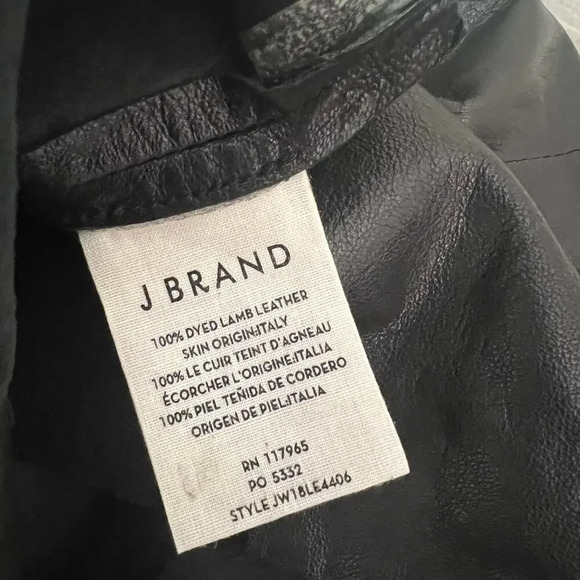 J BRAND
100% DYED LAMB LEATHER
SKIN ORIGIN:ITALY
100% LE CUIR TEINT D'AGNEAU
ÉCORCHER L'ORIGINE:ITALIA
100% PIEL TEÑIDA DE CORDERO
ORIGEN DE PIEL:ITALIA
RN 117965
PO 5332
STYLE JW18LE4406